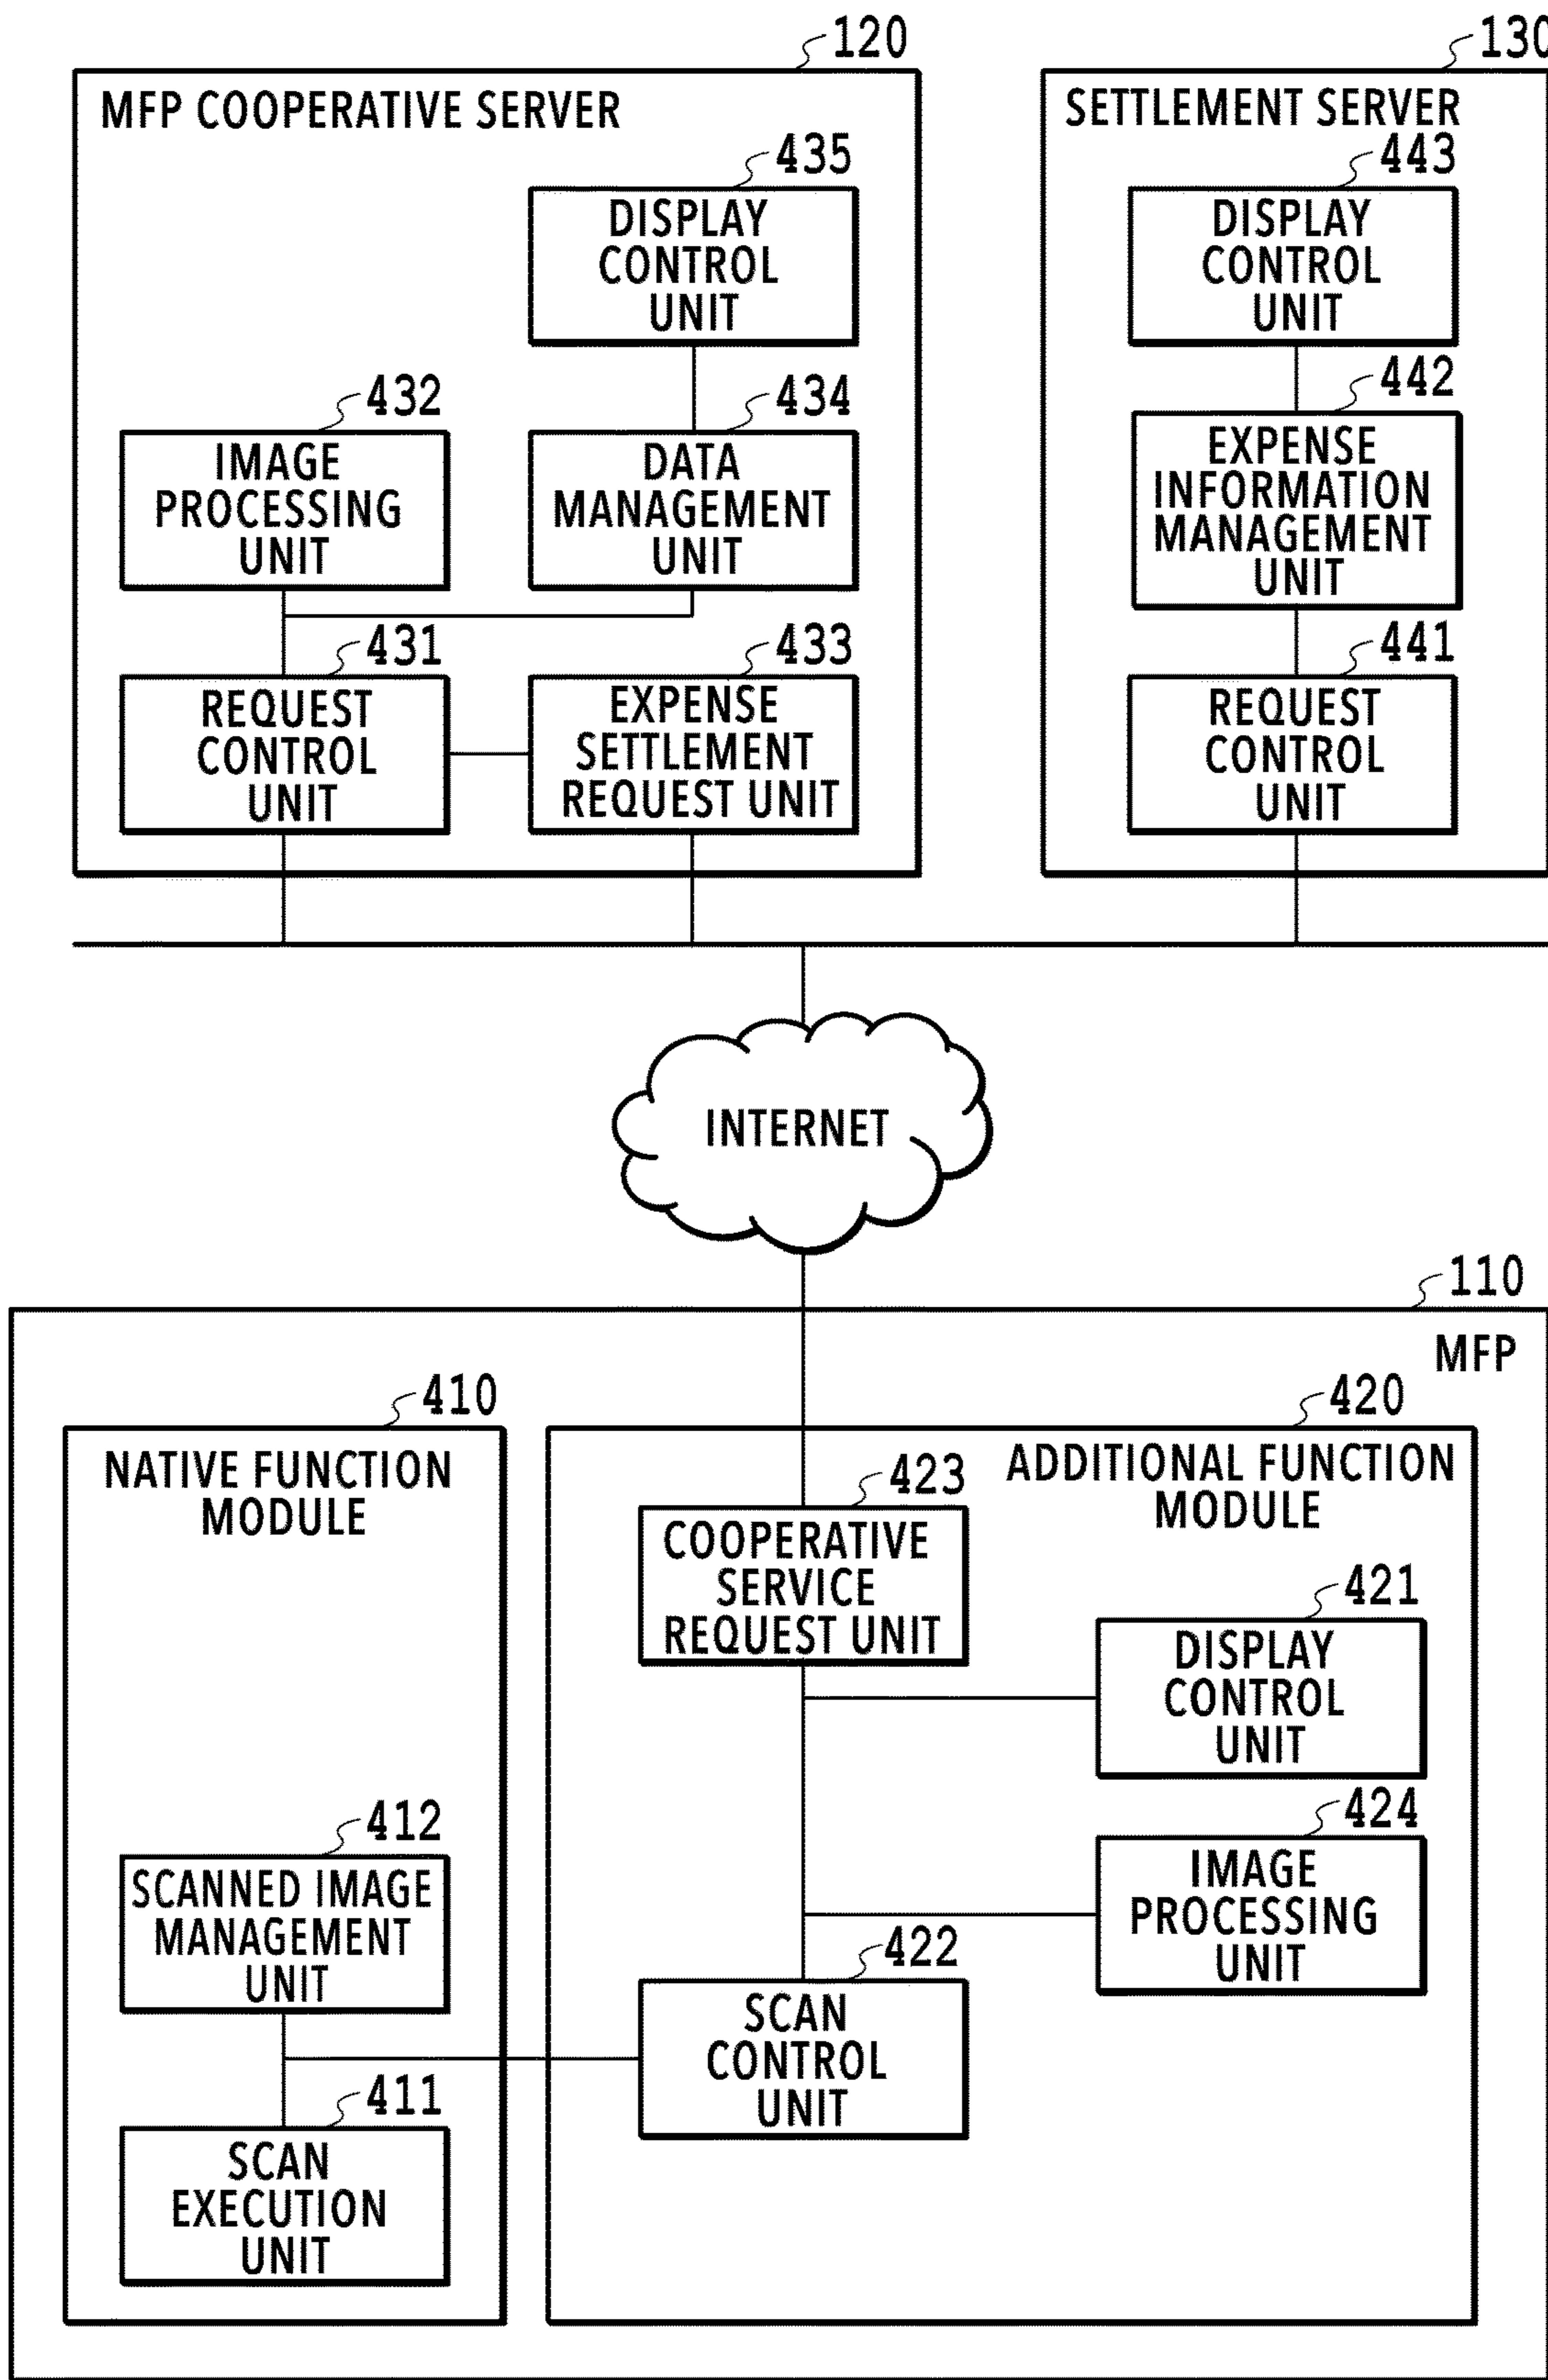 120
MFP COOPERATIVE SERVER
435
DISPLAY
CONTROL
UNIT
432
IMAGE
PROCESSING
UNIT
434
DATA
MANAGEMENT
UNIT
431
REQUEST
CONTROL
UNIT
433
EXPENSE
SETTLEMENT
REQUEST UNIT
130
SETTLEMENT SERVER
443
DISPLAY
CONTROL
UNIT
442
EXPENSE
INFORMATION
MANAGEMENT
UNIT
441
REQUEST
CONTROL
UNIT
INTERNET
110
MFP
410
NATIVE FUNCTION
MODULE
412
SCANNED IMAGE
MANAGEMENT
UNIT
411
SCAN
EXECUTION
UNIT
420
ADDITIONAL FUNCTION
MODULE
423
COOPERATIVE
SERVICE
REQUEST UNIT
421
DISPLAY
CONTROL
UNIT
424
IMAGE
PROCESSING
UNIT
422
SCAN
CONTROL
UNIT